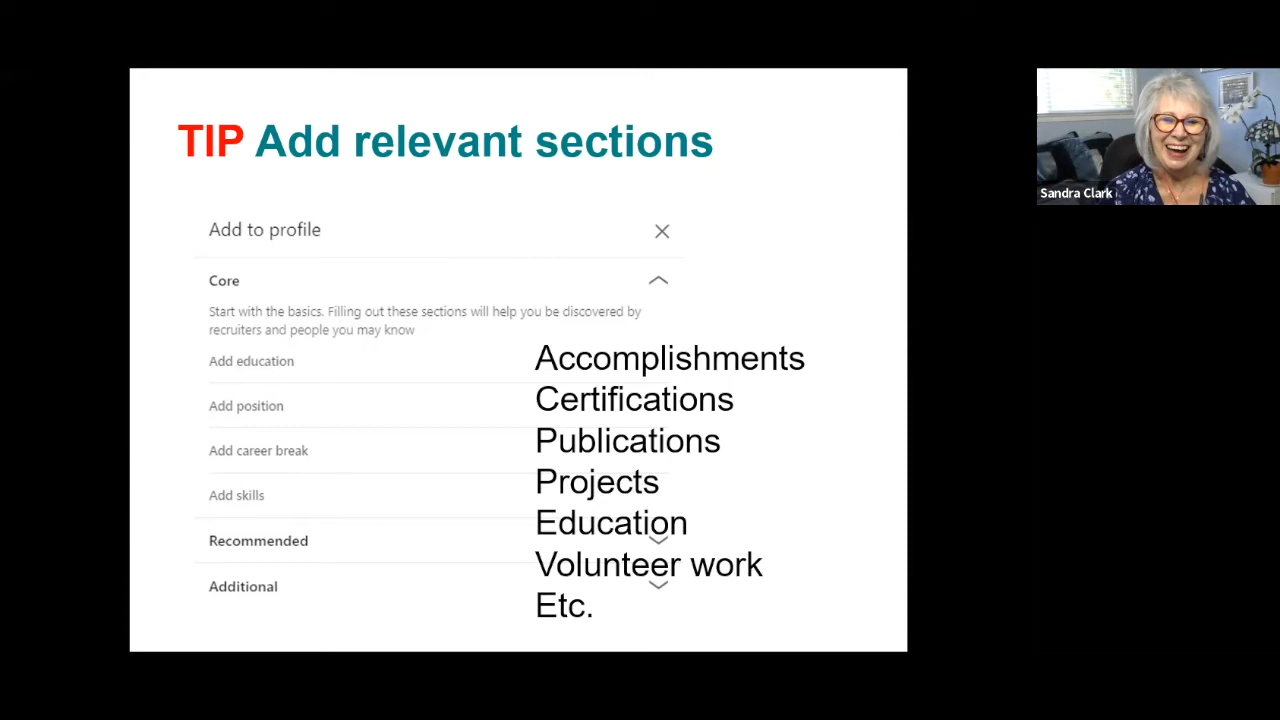 TIP Add relevant sections
Add to profile
Core
Start with the basics. Filling out these sections will help you be discovered by
recruiters and people you may know
Add education
Add position
Add career break
Add skills
Recommended
Additional
Accomplishments
Certifications
Publications
Projects
Education
Volunteer work
Etc.
Sandra Clark